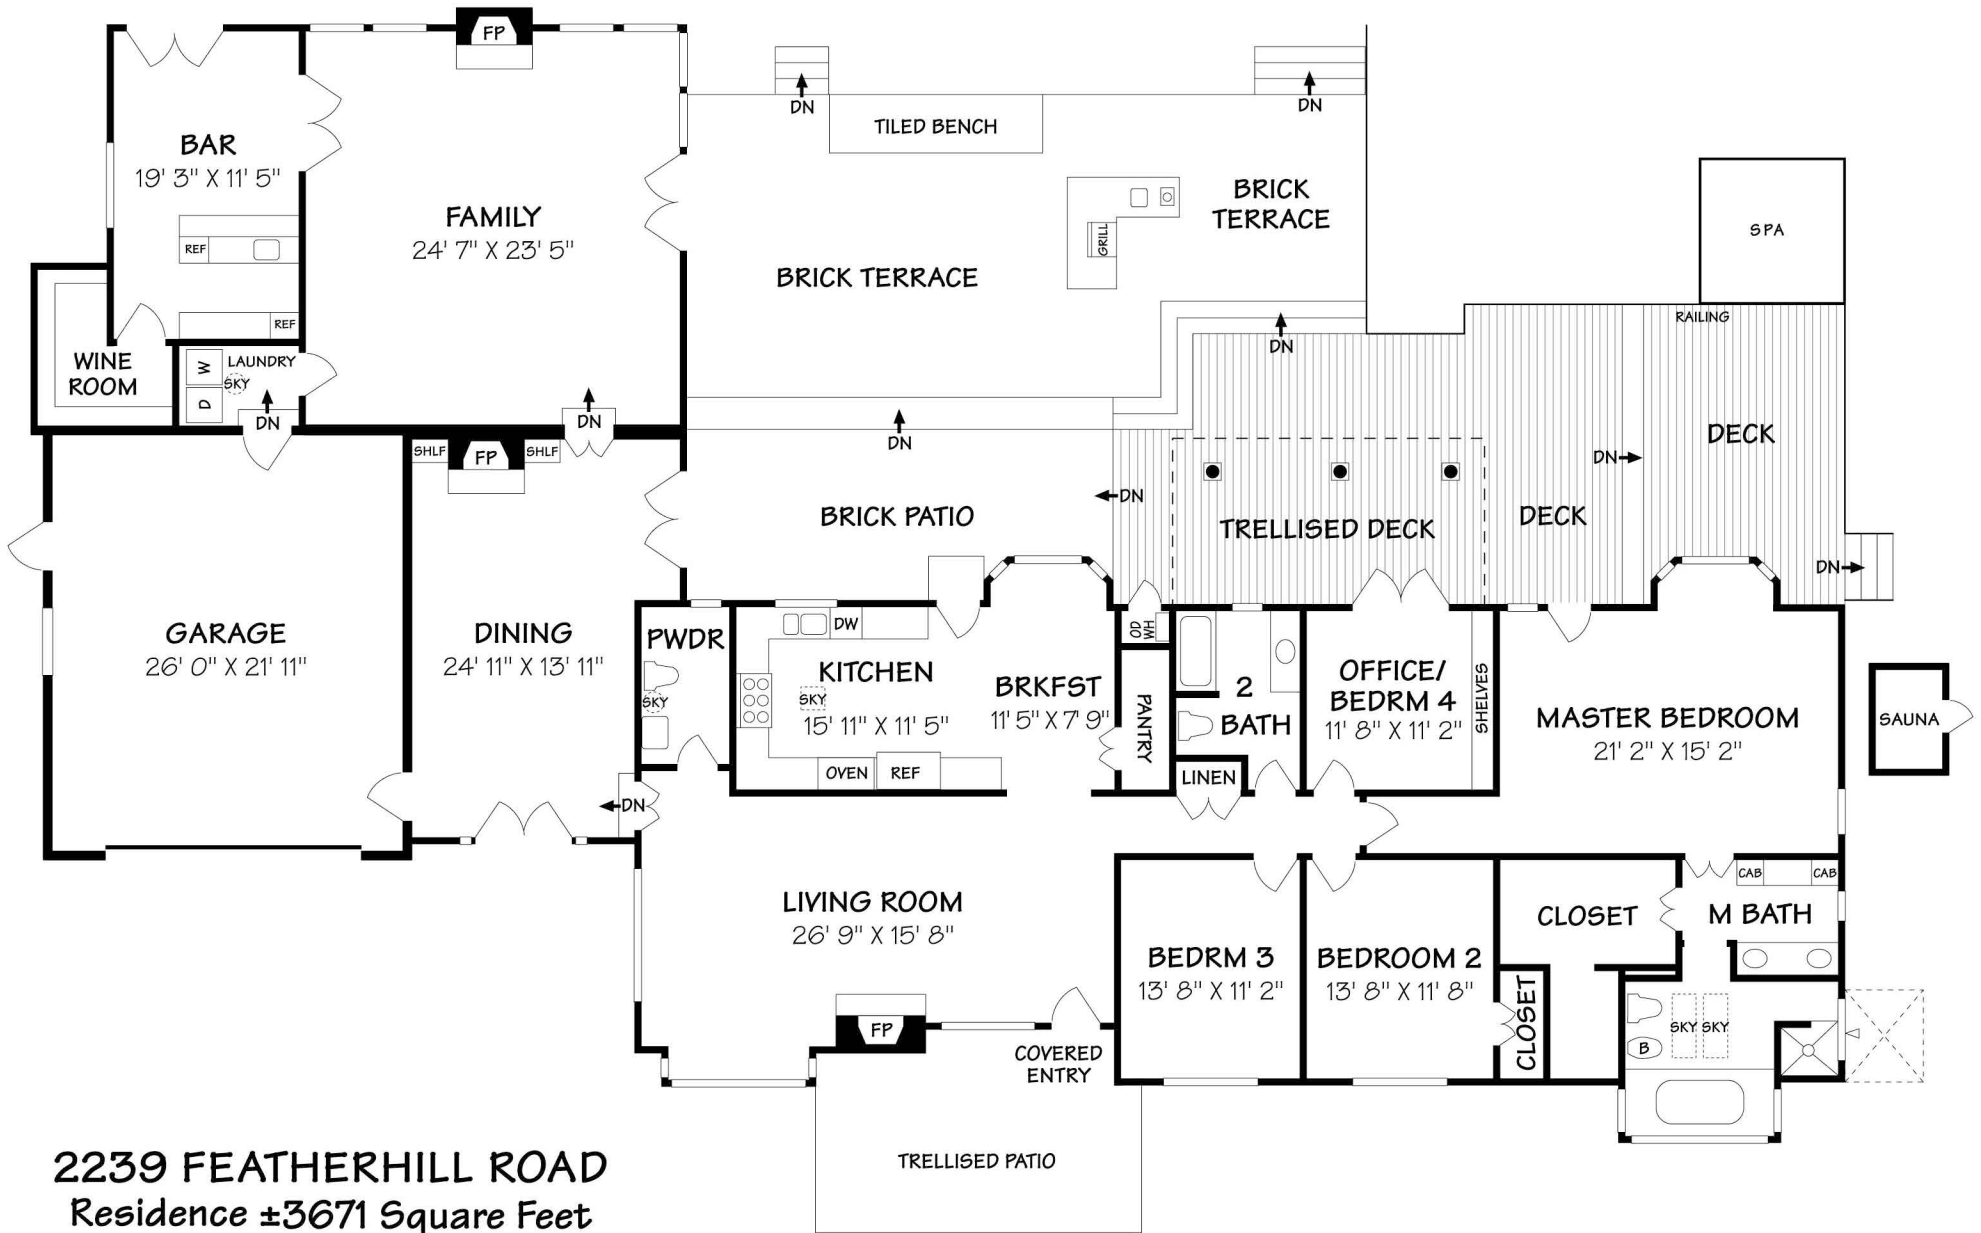 FP
DN
DN
TILED BENCH
BAR
19' 3" X 11' 5"
FAMILY
24' 7" X 23' 5"
BRICK
TERRACE
GRILL
SPA
REF
BRICK TERRACE
REF
RAILING
DN
WINE
ROOM
W
D
LAUNDRY
SKY
DN
DN
DN
SHLF
FP
SHLF
DECK
DN
DN
BRICK PATIO
TRELLISED DECK
DECK
DN
GARAGE
26' 0" X 21' 11"
DINING
24' 11" X 13' 11"
PWDR
SKY
DW
KITCHEN
SKY
15' 11" X 11' 5"
OVEN
REF
BRKFST
11' 5" X 7' 9"
OD
WH
PANTRY
2
BATH
LINEN
OFFICE/
BEDRM 4
11' 8" X 11' 2"
SHELVES
MASTER BEDROOM
21' 2" X 15' 2"
SAUNA
DN
LIVING ROOM
26' 9" X 15' 8"
FP
COVERED
ENTRY
BEDRM 3
13' 8" X 11' 2"
BEDROOM 2
13' 8" X 11' 8"
CLOSET
CLOSET
CAB
CAB
M BATH
SKY
SKY
B
TRELLISED PATIO
2239 FEATHERHILL ROAD
Residence ±3671 Square Feet